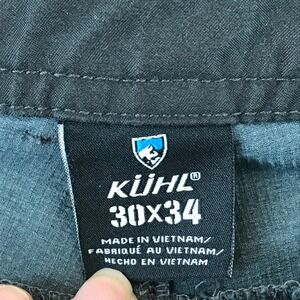 KÜHL®
30X34
MADE IN VIETNAM/
FABRIQUÉ AU VIETNAM/
HECHO EN VIETNAM